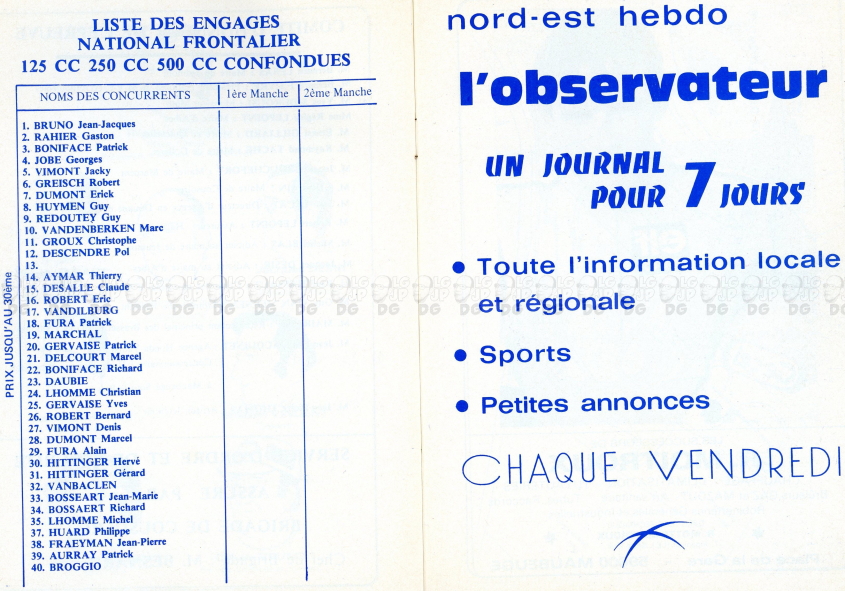 LISTE DES ENGAGES
NATIONAL FRONTALIER
125 CC 250 CC 500 CC CONFONDUES
NOMS DES CONCURRENTS 1ère Manche 2ème Manche
1. BRUNO Jean-Jacques
2. RAHIER Gaston
3. BONIFACE Patrick
4. JOBE Georges
5. VIMONT Jacky
6. GREISCH Robert
7. DUMONT Erick
8. HUYMEN Guy
9. REDOUTEY Guy
10. VANDENBERKEN Marc
11. GROUX Christophe
12. DESCENDRE Pol
13.
14. AYMAR Thierry
15. DESALLE Claude
16. ROBERT Eric
17. VANDILBURG
18. FURA Patrick
19. MARCHAL
20. GERVAISE Patrick
21. DELCOURT Marcel
22. BONIFACE Richard
23. DAUBIE
24. LHOMME Christian
25. GERVAISE Yves
26. ROBERT Bernard
27. VIMONT Denis
28. DUMONT Marcel
29. FURA Alain
30. HITTINGER Hervé
31. HITTINGER Gérard
32. VANBACLEN
33. BOSSEART Jean-Marie
34. BOSSAERT Richard
35. LHOMME Michel
37. HUARD Philippe
38. FRAEYMAN Jean-Pierre
39. AURRAY Patrick
40. BROGGIO
PRIX JUSQU'AU 30ème
nord-est hebdo
l'observateur
UN JOURNAL
POUR 7 JOURS
• Toute l'information locale
et régionale
• Sports
• Petites annonces
CHAQUE VENDREDI